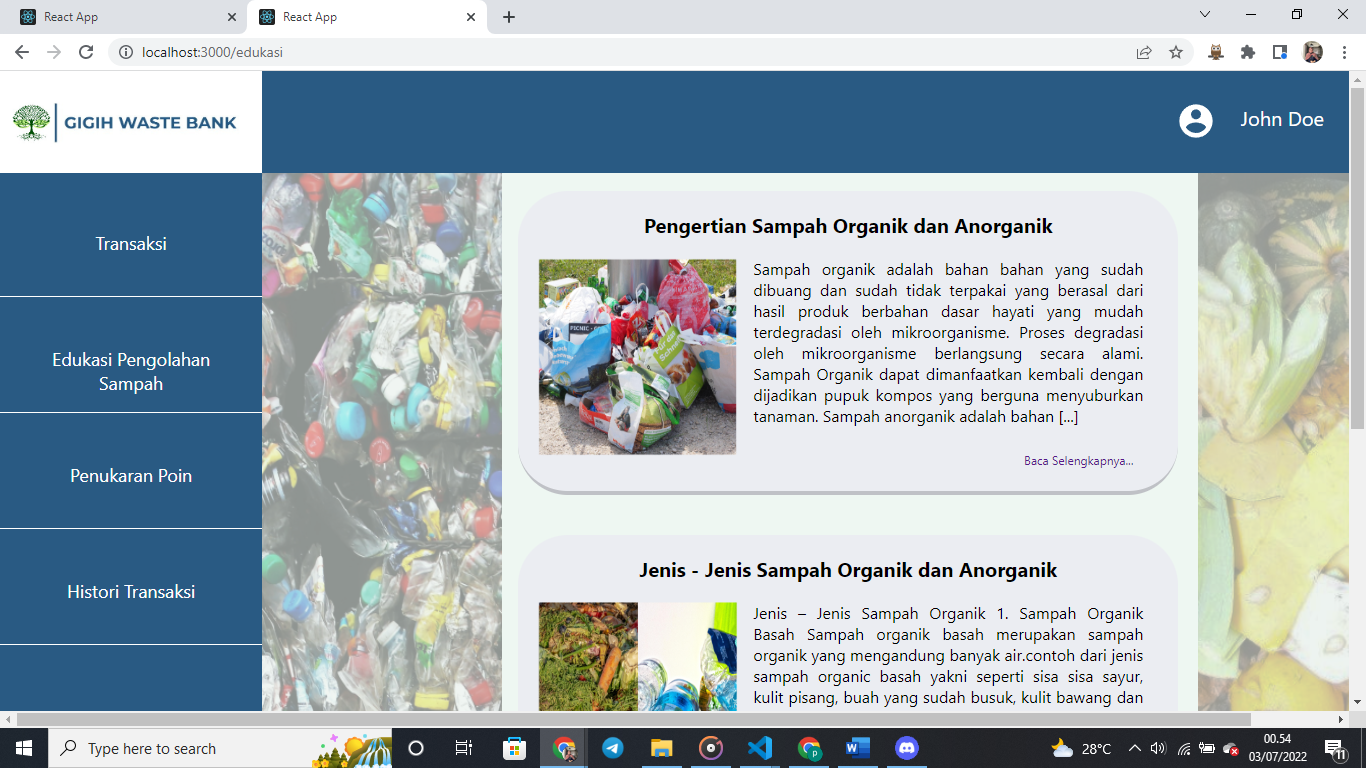 React App
React App
localhost:3000/edukasi
GIGIH WASTE BANK
John Doe
Transaksi
Edukasi Pengolahan
Sampah
Penukaran Poin
Histori Transaksi
Pengertian Sampah Organik dan Anorganik
PICNIC
Sampah organik adalah bahan bahan yang sudah
dibuang dan sudah tidak terpakai yang berasal dari
hasil produk berbahan dasar hayati yang mudah
terdegradasi oleh mikroorganisme. Proses degradasi
oleh mikroorganisme berlangsung secara alami.
Sampah Organik dapat dimanfaatkan kembali dengan
dijadikan pupuk kompos yang berguna menyuburkan
tanaman. Sampah anorganik adalah bahan [...]
Baca Selengkapnya...
Jenis - Jenis Sampah Organik dan Anorganik
Jenis – Jenis Sampah Organik 1. Sampah Organik
Basah Sampah organik basah merupakan sampah
organik yang mengandung banyak air.contoh dari jenis
sampah organic basah yakni seperti sisa sisa sayur,
kulit pisang, buah yang sudah busuk, kulit bawang dan
Type here to search
28°C
00.54
03/07/2022
11